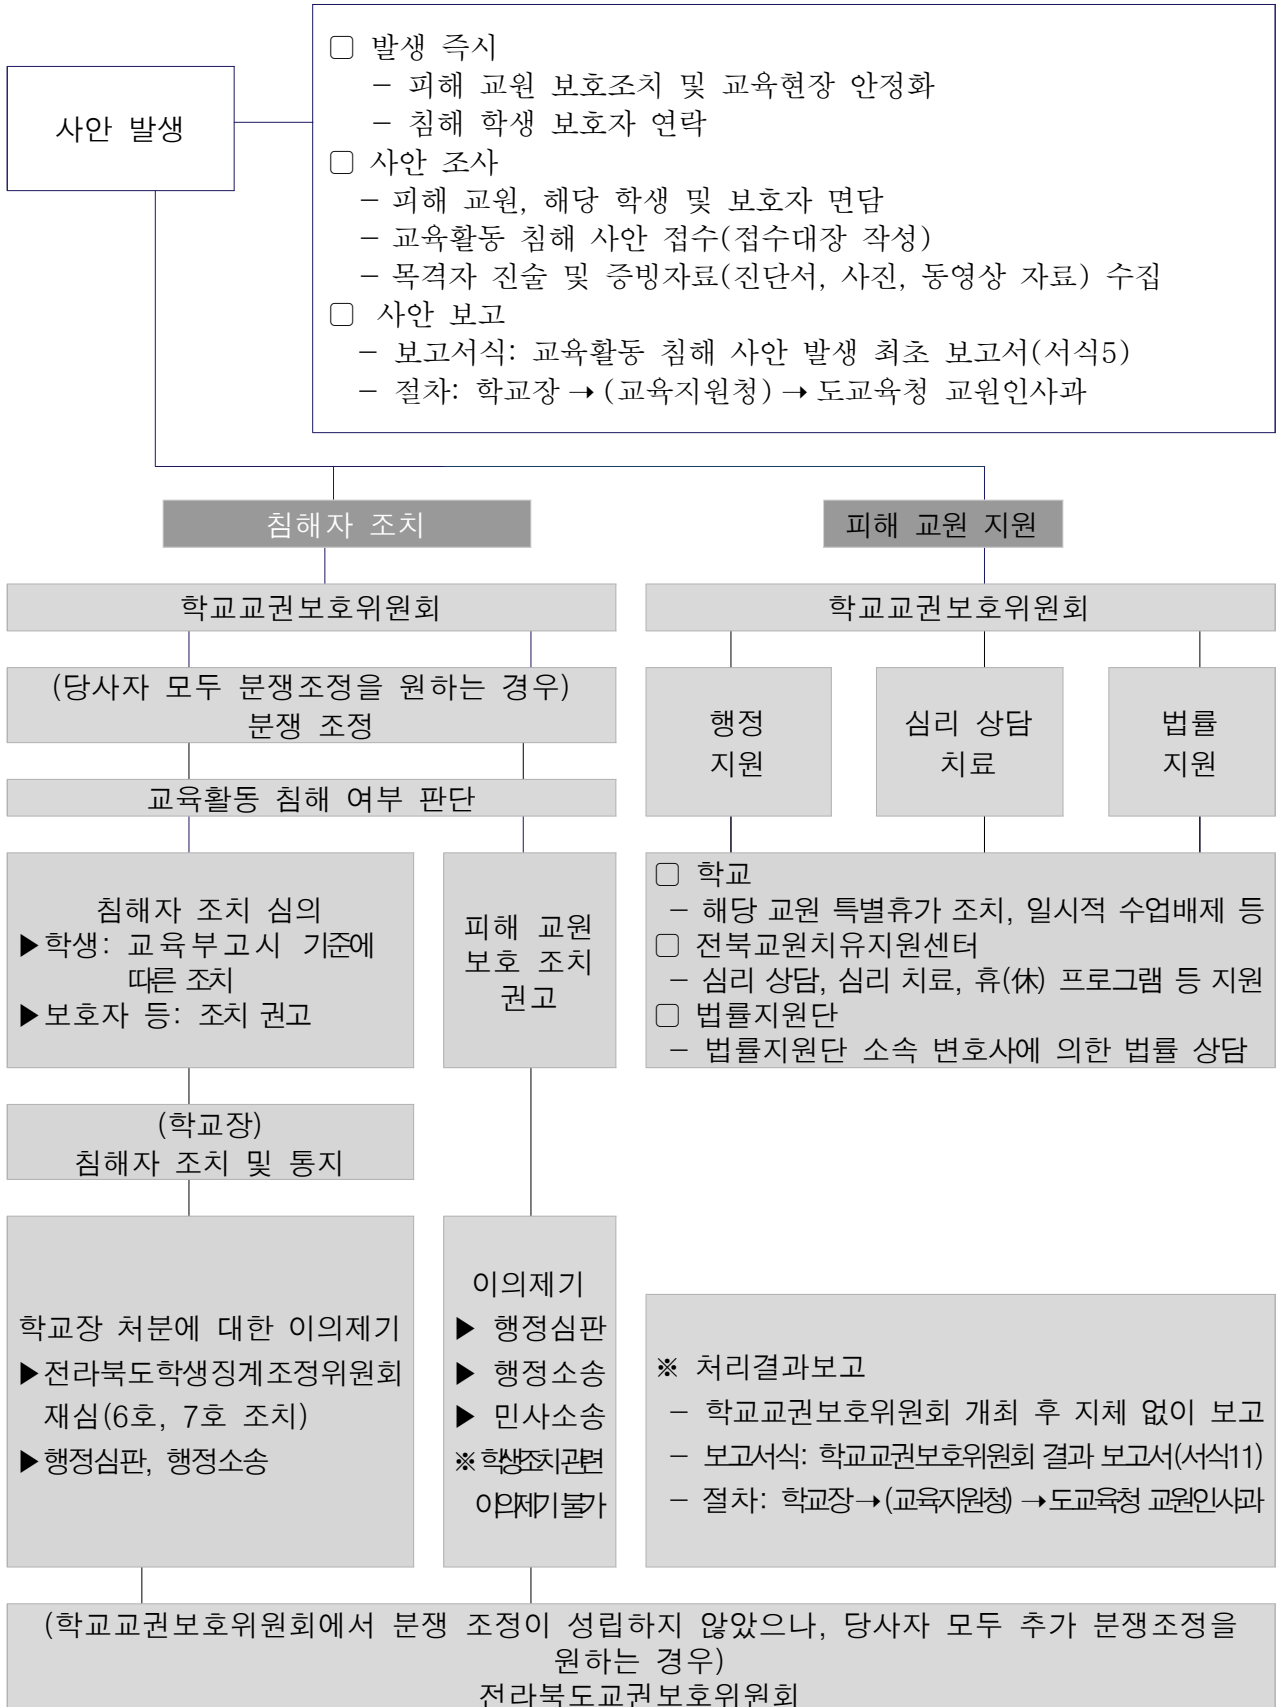 사안 발생
□ 발생 즉시
- 피해 교원 보호조치 및 교육현장 안정화
- 침해 학생 보호자 연락
□ 사안 조사
- 피해 교원, 해당 학생 및 보호자 면담
- 교육활동 침해 사안 접수(접수대장 작성)
- 목격자 진술 및 증빙자료(진단서, 사진, 동영상 자료) 수집
□ 사안 보고
- 보고서식: 교육활동 침해 사안 발생 최초 보고서(서식5)
- 절차: 학교장 → (교육지원청) → 도교육청 교원인사과
침해자 조치
학교교권보호위원회
(당사자 모두 분쟁조정을 원하는 경우)
분쟁 조정
교육활동 침해 여부 판단
침해자 조치 심의
▶학생: 교육부고시 기준에
따른 조치
▶보호자 등: 조치 권고
피해 교원
보호 조치
권고
(학교장)
침해자 조치 및 통지
학교장 처분에 대한 이의제기
▶전라북도학생징계조정위원회
재심(6호, 7호 조치)
▶행정심판, 행정소송
이의제기
▶ 행정심판
▶ 행정소송
▶ 민사소송
※학생조치관련
이의제기불가
피해 교원 지원
학교교권보호위원회
행정
지원
심리 상담
치료
법률
지원
□ 학교
- 해당 교원 특별휴가 조치, 일시적 수업배제 등
□ 전북교원치유지원센터
- 심리 상담, 심리 치료, 휴(休) 프로그램 등 지원
□ 법률지원단
- 법률지원단 소속 변호사에 의한 법률 상담
※ 처리결과보고
- 학교교권보호위원회 개최 후 지체 없이 보고
- 보고서식: 학교교권보호위원회 결과 보고서(서식11)
- 절차: 학교장→(교육지원청)→도교육청 교원인사과
(학교교권보호위원회에서 분쟁 조정이 성립하지 않았으나, 당사자 모두 추가 분쟁조정을
원하는 경우)
전라북도교권보호위원회